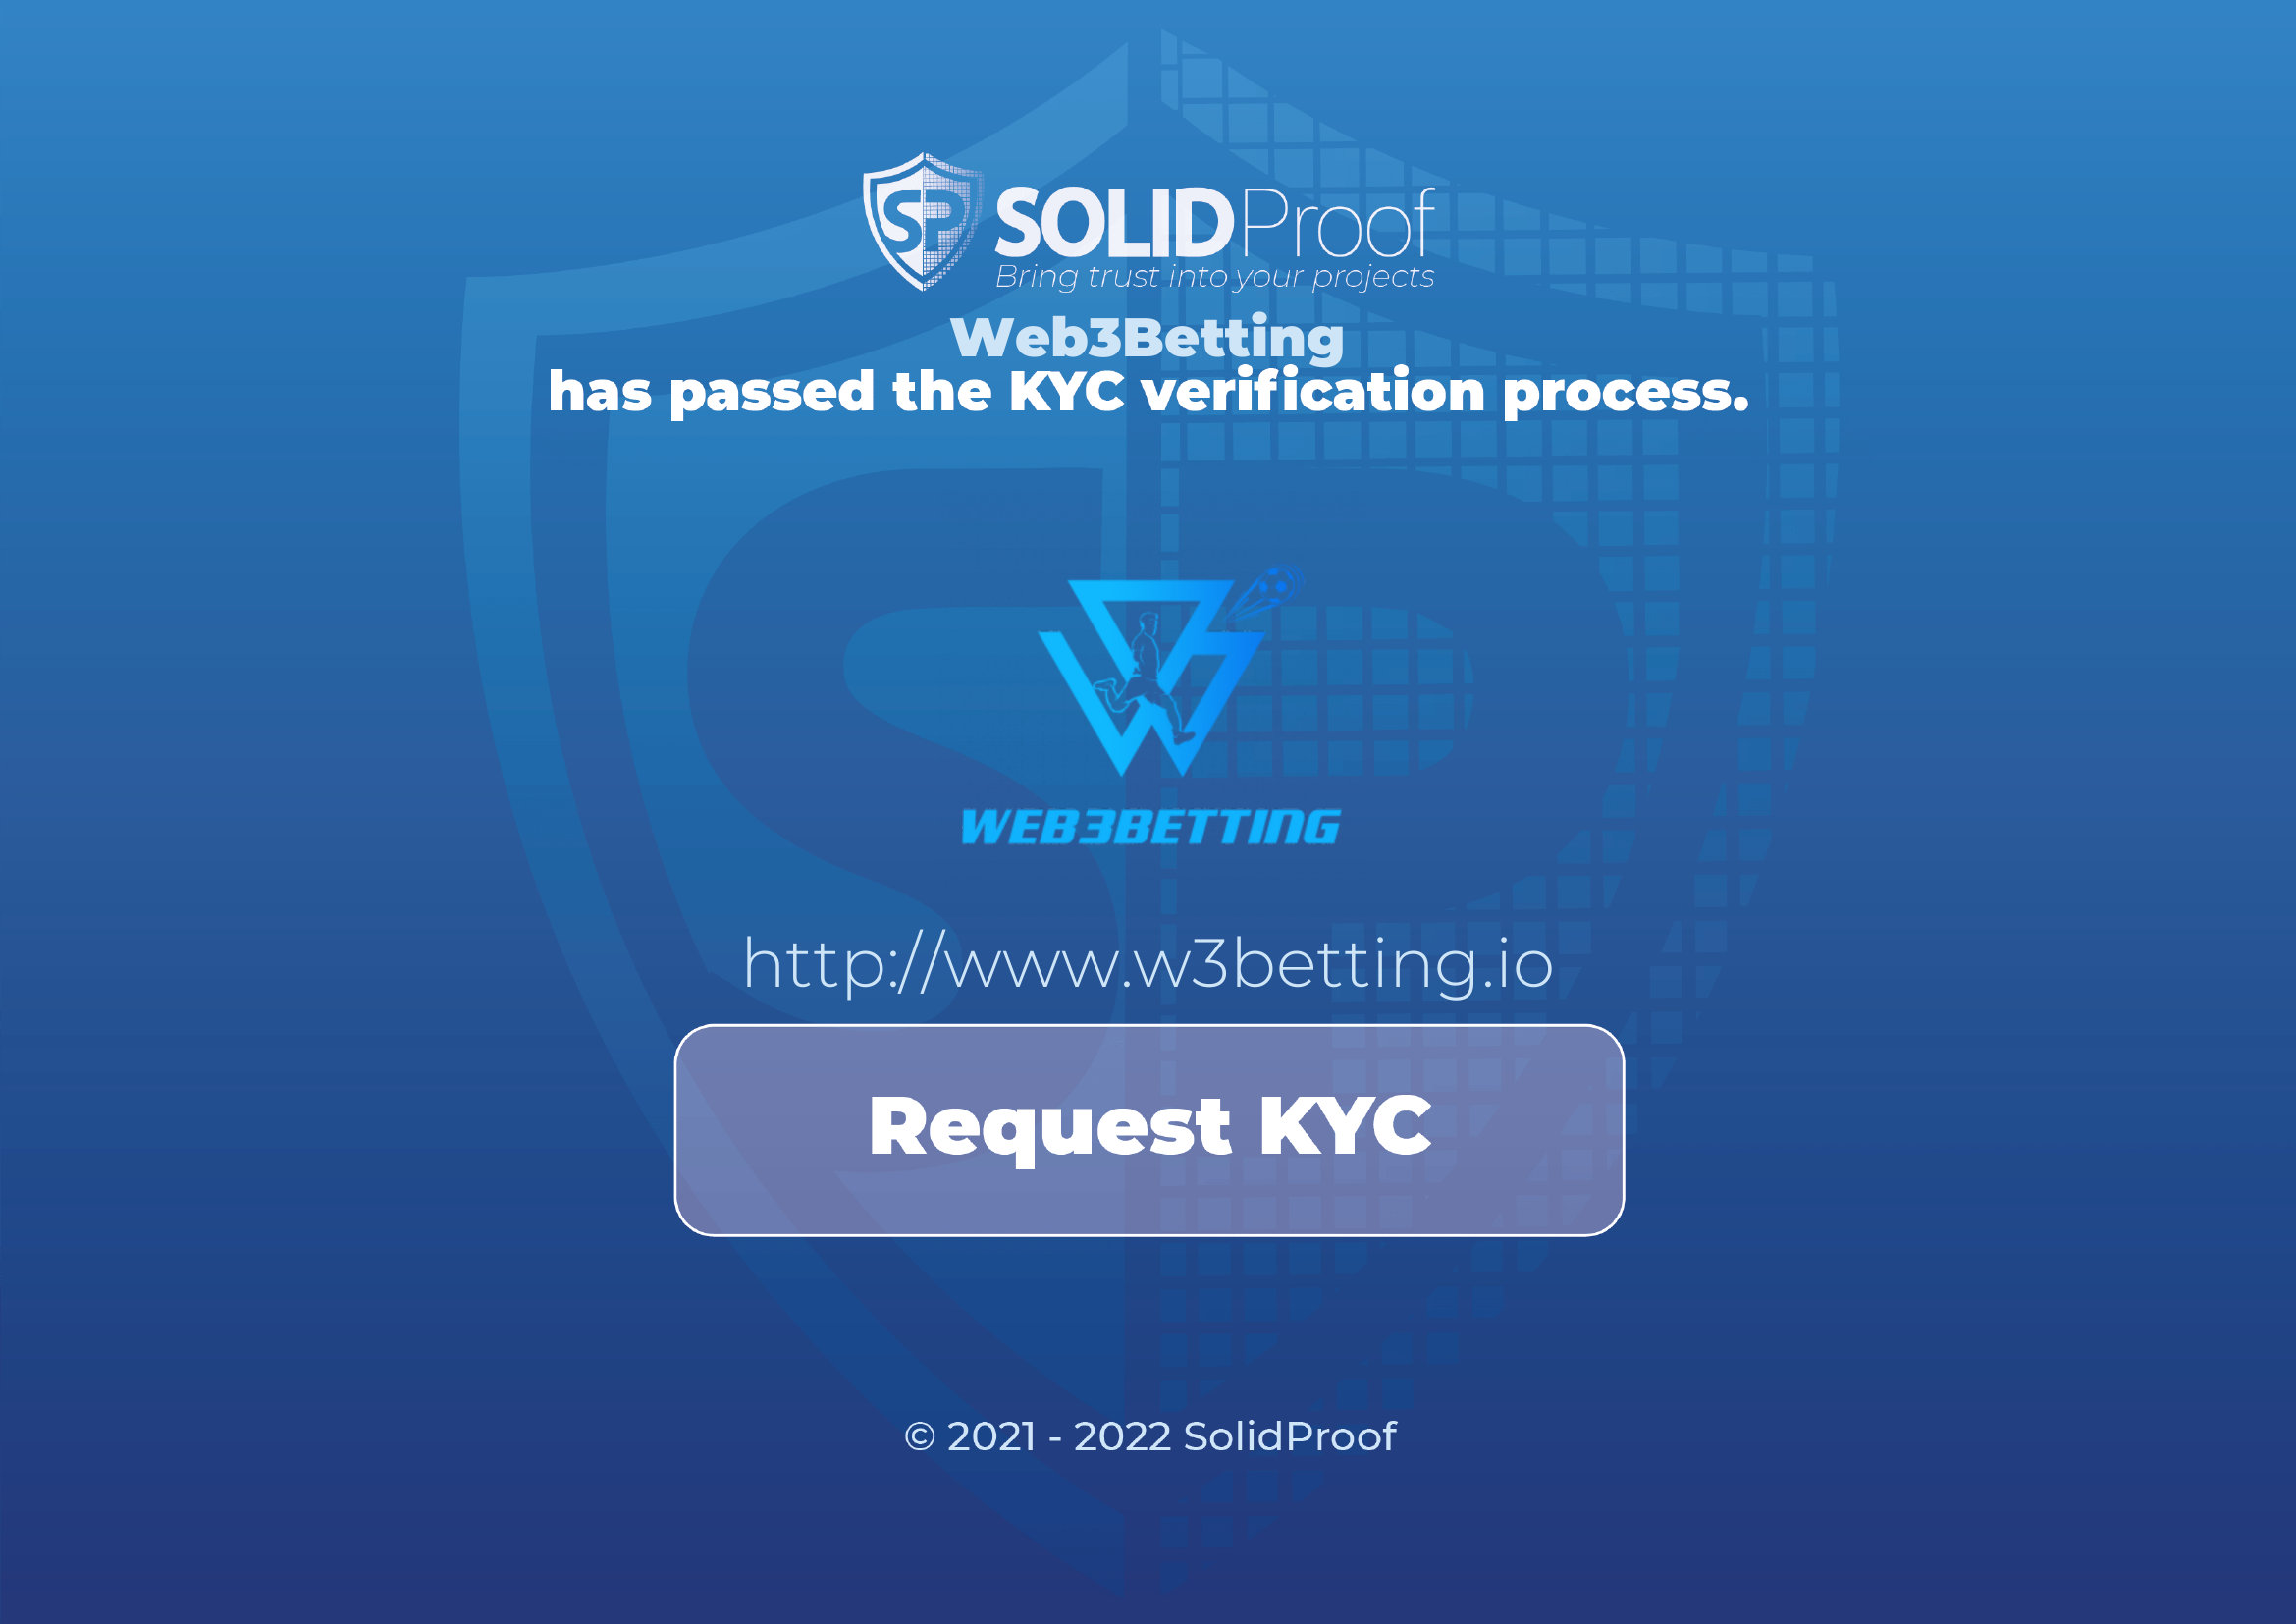 SP SOLIDProof
Bring trust into your projects
Web3Betting
has passed the KYC verification process.
WEB3BETTING
http://www.w3betting.io
Request KYC
© 2021 - 2022 SolidProof